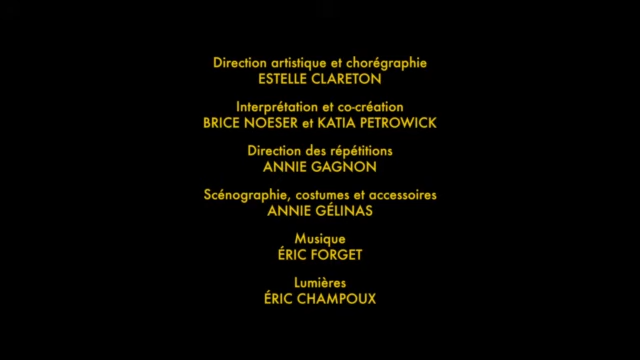 Direction artistique et chorégraphie
ESTELLE CLARETON
Interprétation et co-création
BRICE NOESER et KATIA PETROWICK
Direction des répétitions
ANNIE GAGNON
Scénographie, costumes et accessoires
ANNIE GÉLINAS
Musique
ÉRIC FORGET
Lumières
ÉRIC CHAMPOUX